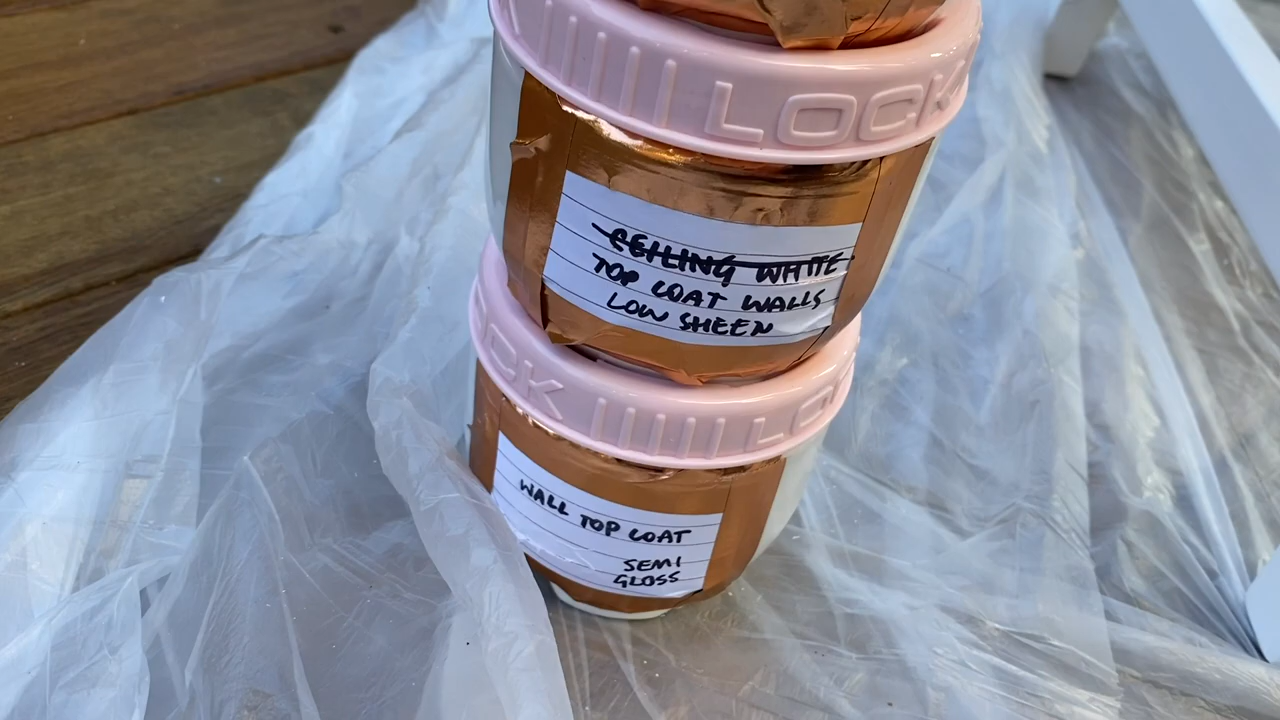 LOCK
CEILING WHITE
TOP COAT WALLS
LOW SHEEN
LOCK
WALL TOP COAT
SEMI
GLOSS